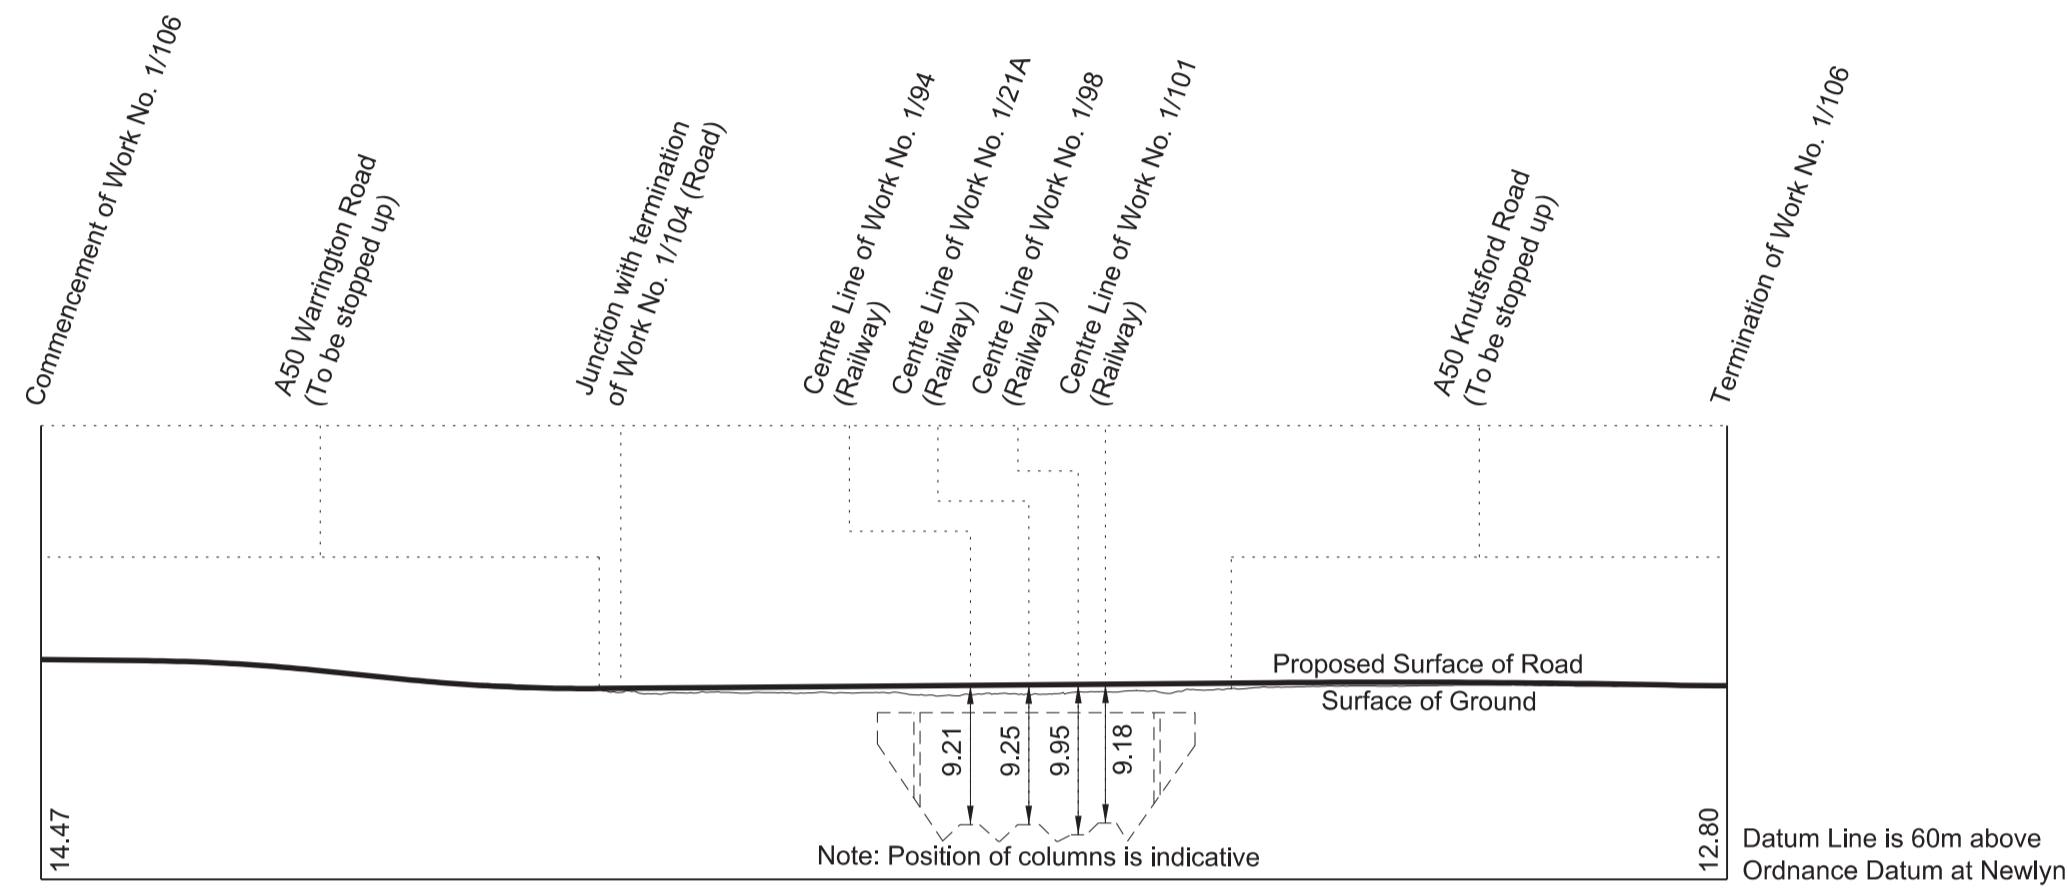 Commencement of Work No. 1/106
A50 Warrington Road
(To be stopped up)
Junction with termination
of Work No. 1/104 (Road)
Centre Line of Work No. 1/94
(Railway)
Centre Line of Work No. 1/21A
(Railway)
Centre Line of Work No. 1/98
(Railway)
Centre Line of Work No. 1/101
(Railway)
A50 Knutsford Road
(To be stopped up)
Termination of Work No. 1/106
Proposed Surface of Road
Surface of Ground
9.21
9.25
9.95
9.18
14.47
Note: Position of columns is indicative
12.80
Datum Line is 60m above
Ordnance Datum at Newlyn